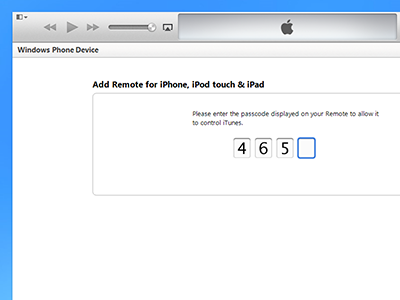 Windows Phone Device
Add Remote for iPhone, iPod touch & iPad
Please enter the passcode displayed on your Remote to allow it
to control iTunes.
4 6 5